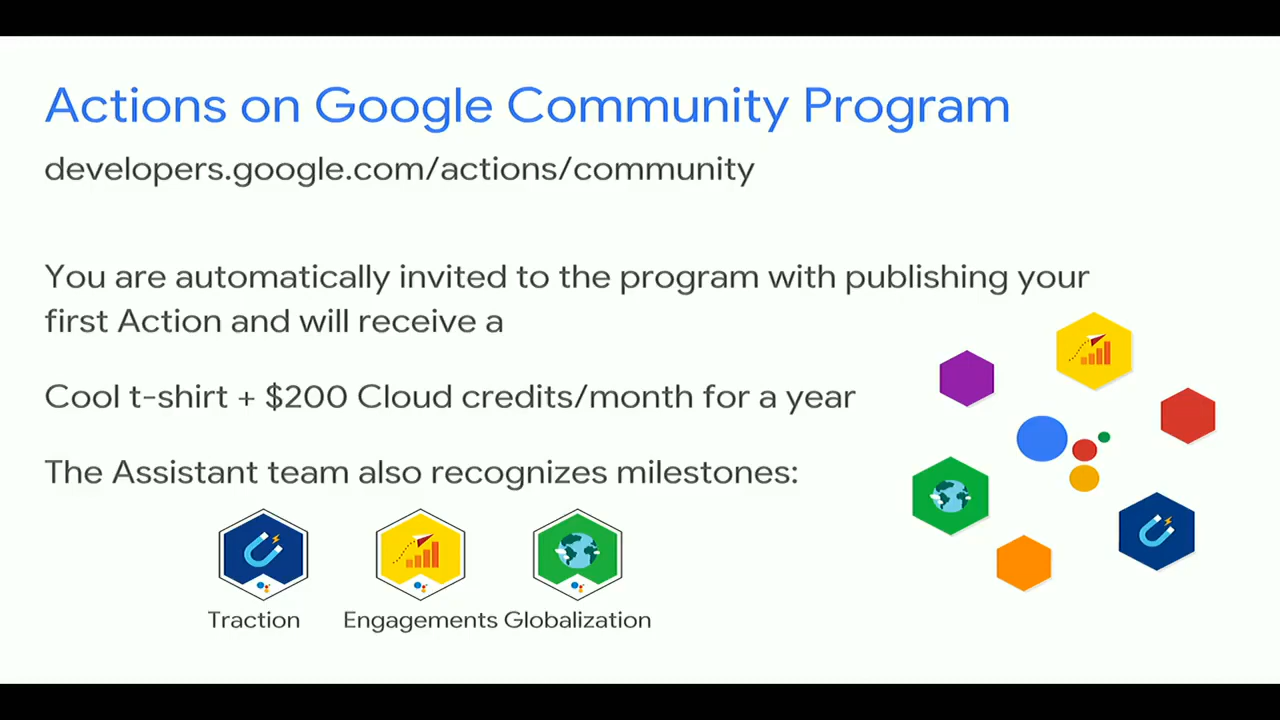 Actions on Google Community Program
developers.google.com/actions/community
You are automatically invited to the program with publishing your
first Action and will receive a
Cool t-shirt + $200 Cloud credits/month for a year
The Assistant team also recognizes milestones:
Traction
Engagements
Globalization